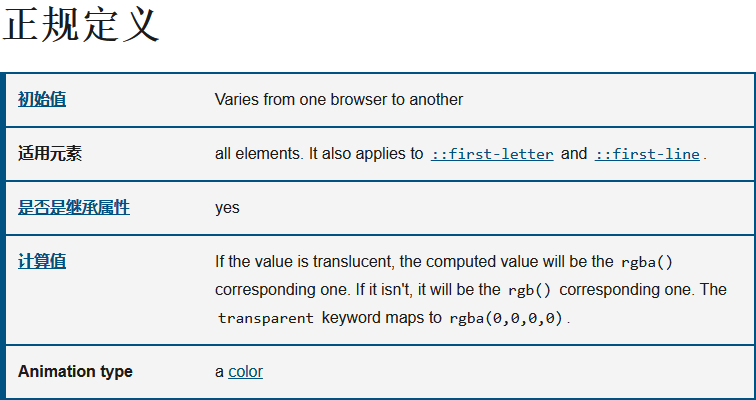 正规定义
初始值 Varies from one browser to another
适用元素 all elements. It also applies to ::first-letter and ::first-line.
是否是继承属性 yes
计算值 If the value is translucent, the computed value will be the rgba()
corresponding one. If it isn't, it will be the rgb() corresponding one. The
transparent keyword maps to rgba(0,0,0,0).
Animation type a color